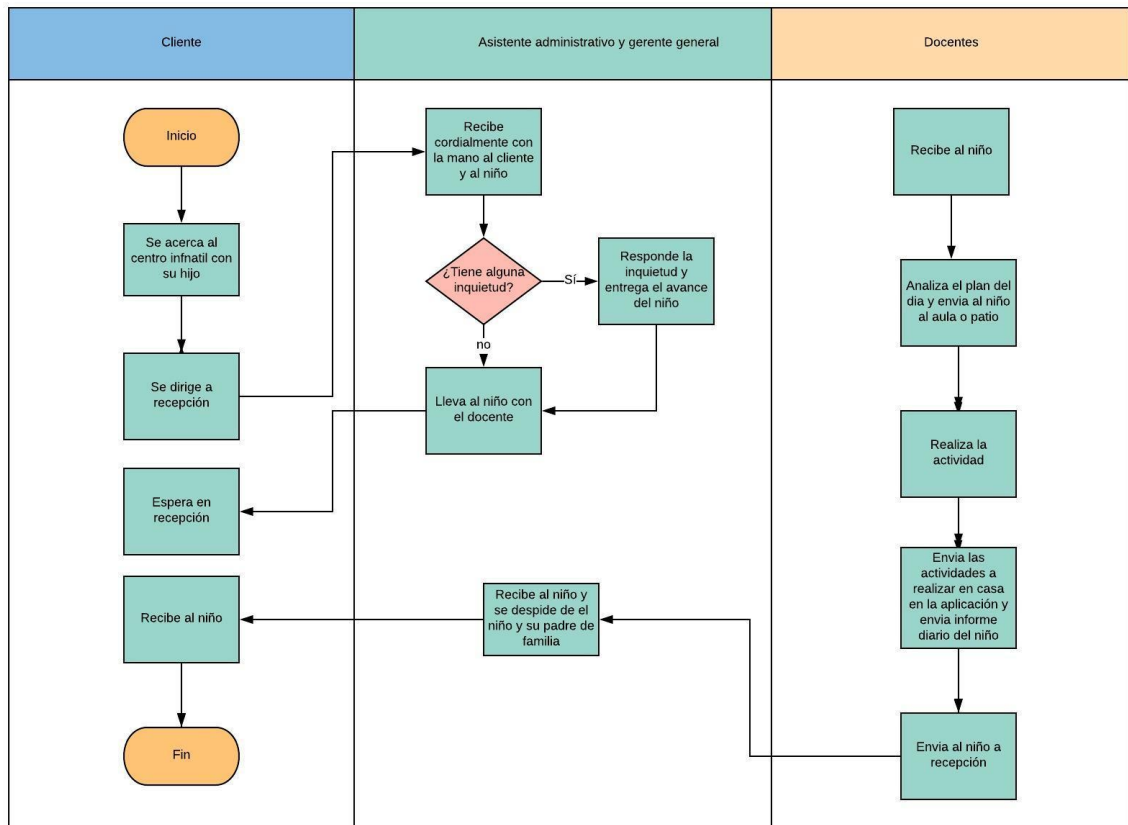 Cliente
Asistente administrativo y gerente general
Docentes
Inicio
Se acerca al
centro infnatil con
su hijo
Se dirige a
recepción
Espera en
recepción
Recibe al niño
Fin
Recibe
cordialmente con
la mano al cliente
y al niño
¿Tiene alguna
inquietud?
Sí
no
Responde la
inquietud y
entrega el avance
del niño
Lleva al niño con
el docente
Recibe al niño y
se despide de el
niño y su padre de
familia
Recibe al niño
Analiza el plan del
dia y envia al niño
al aula o patio
Realiza la
actividad
Envia las
actividades a
realizar en casa
en la aplicación y
envia informe
diario del niño
Envia al niño a
recepción